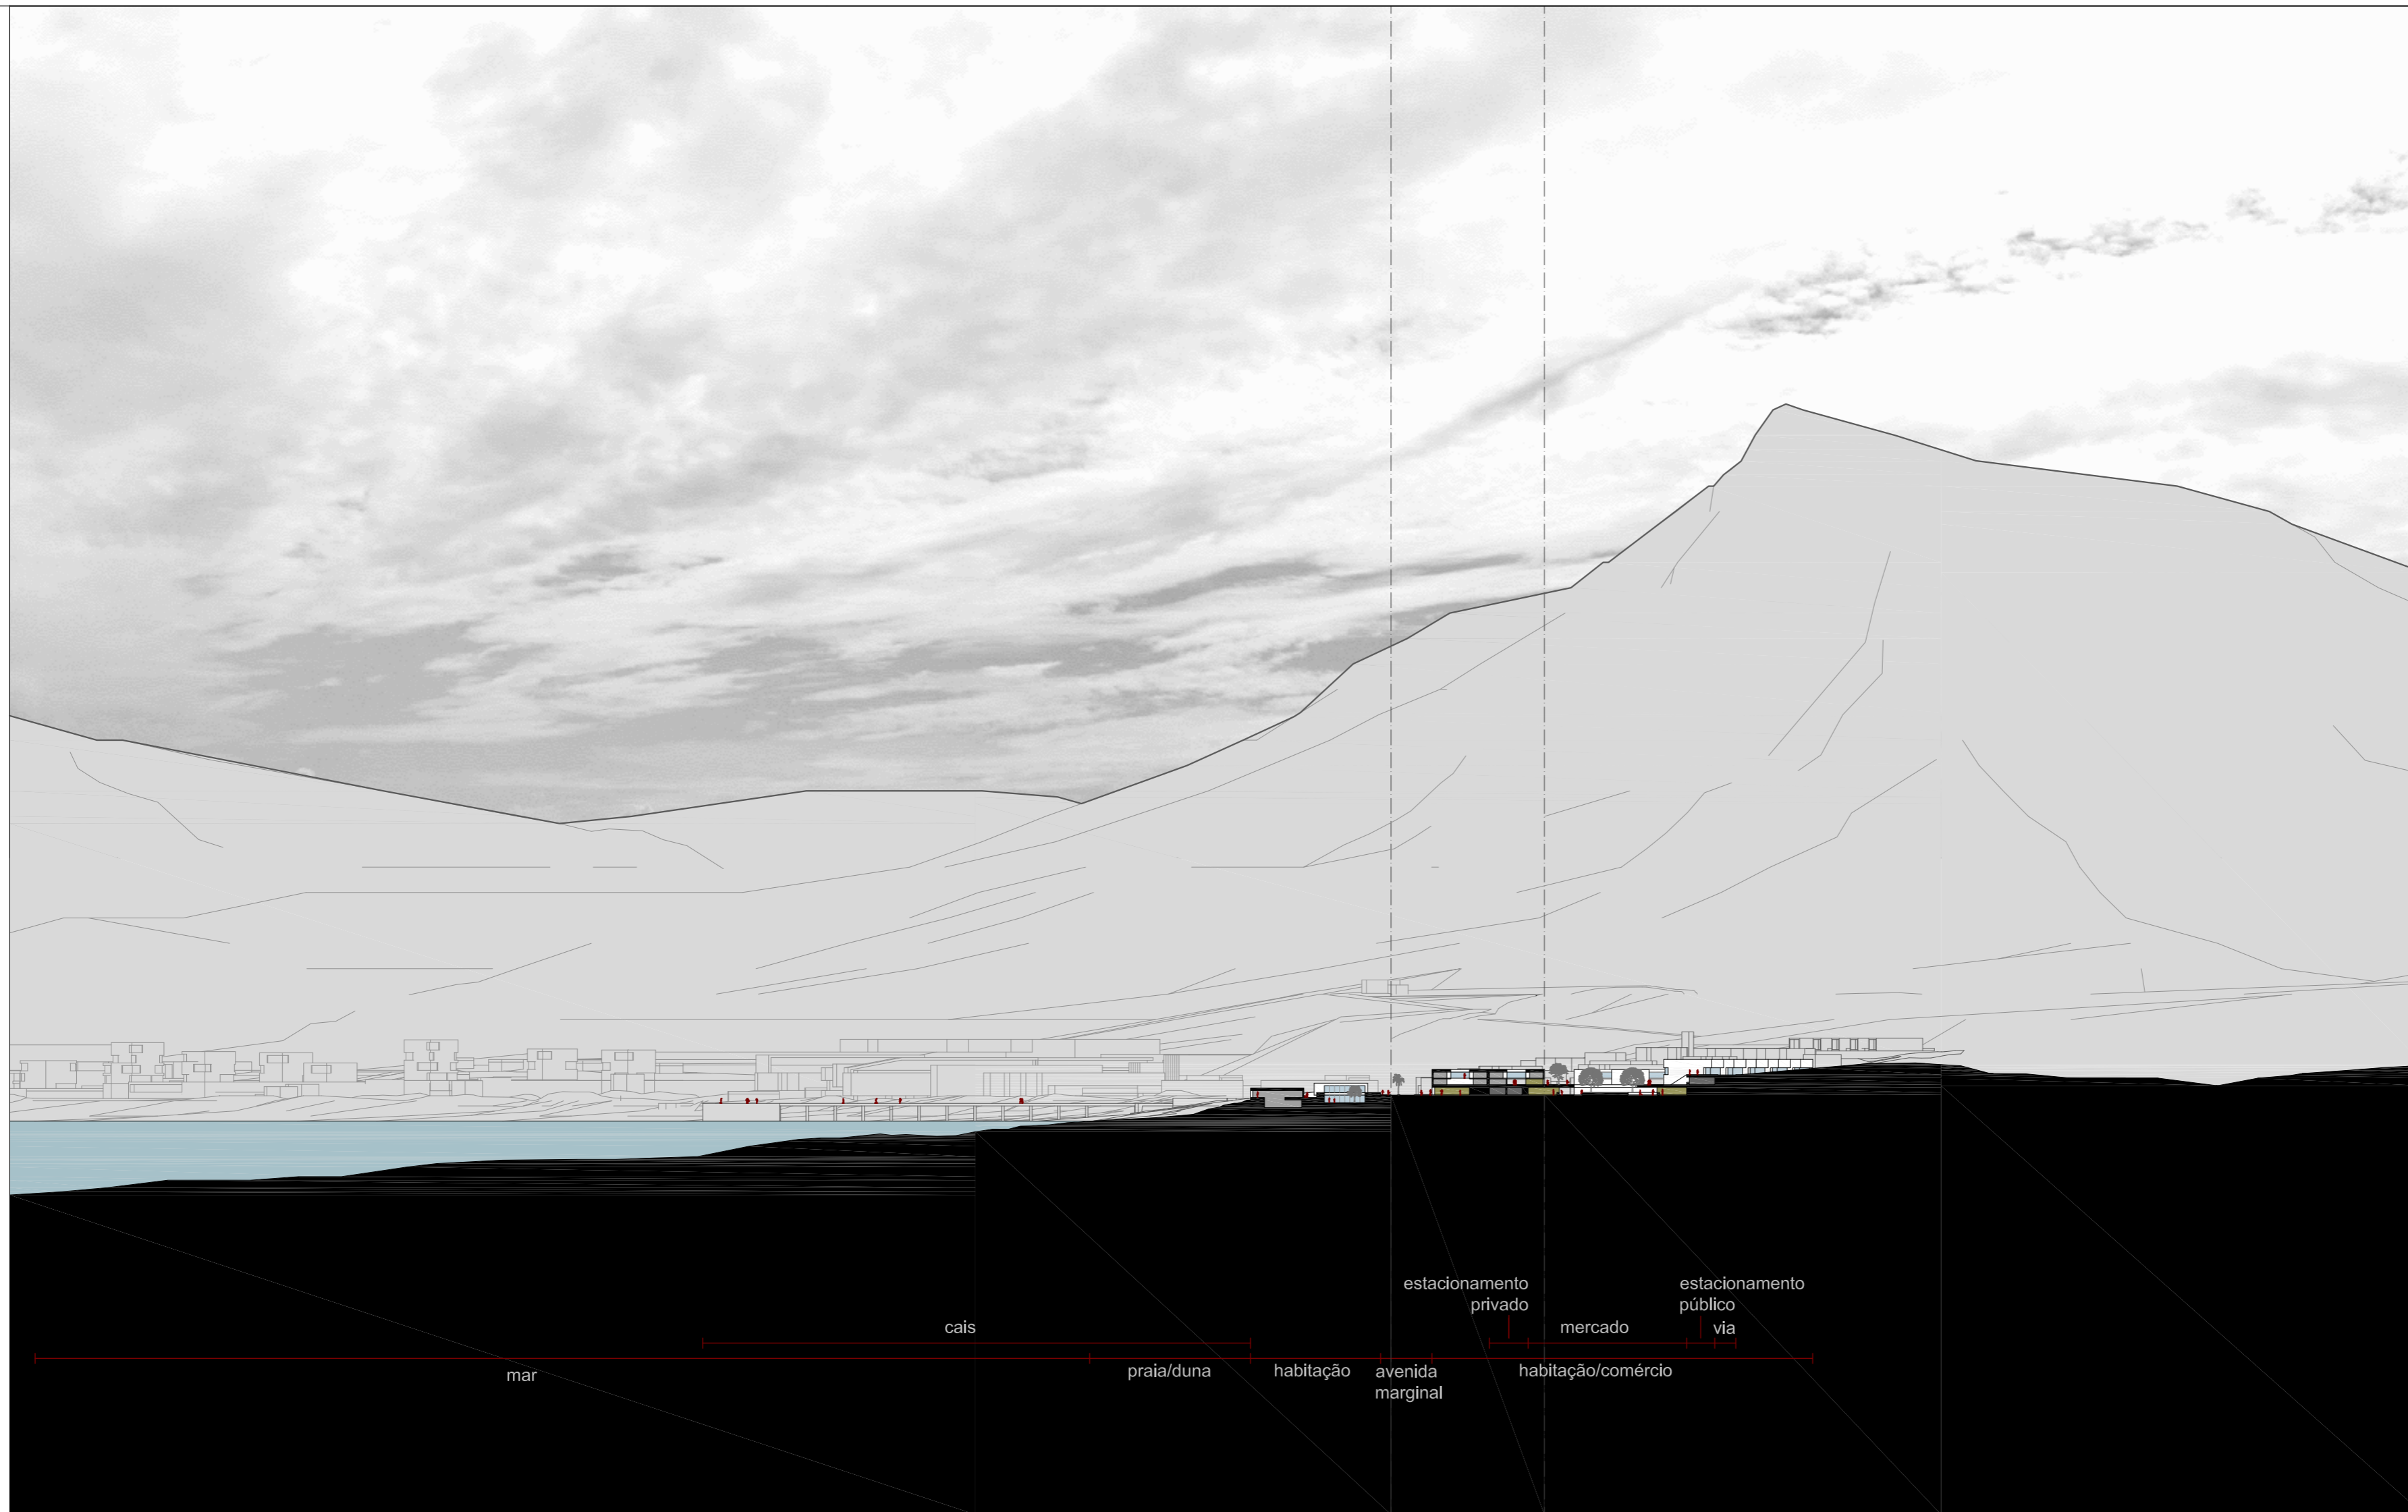 estacionamento
privado
estacionamento
público
cais
mercado
via
mar
praia/duna
habitação
avenida
marginal
habitação/comércio